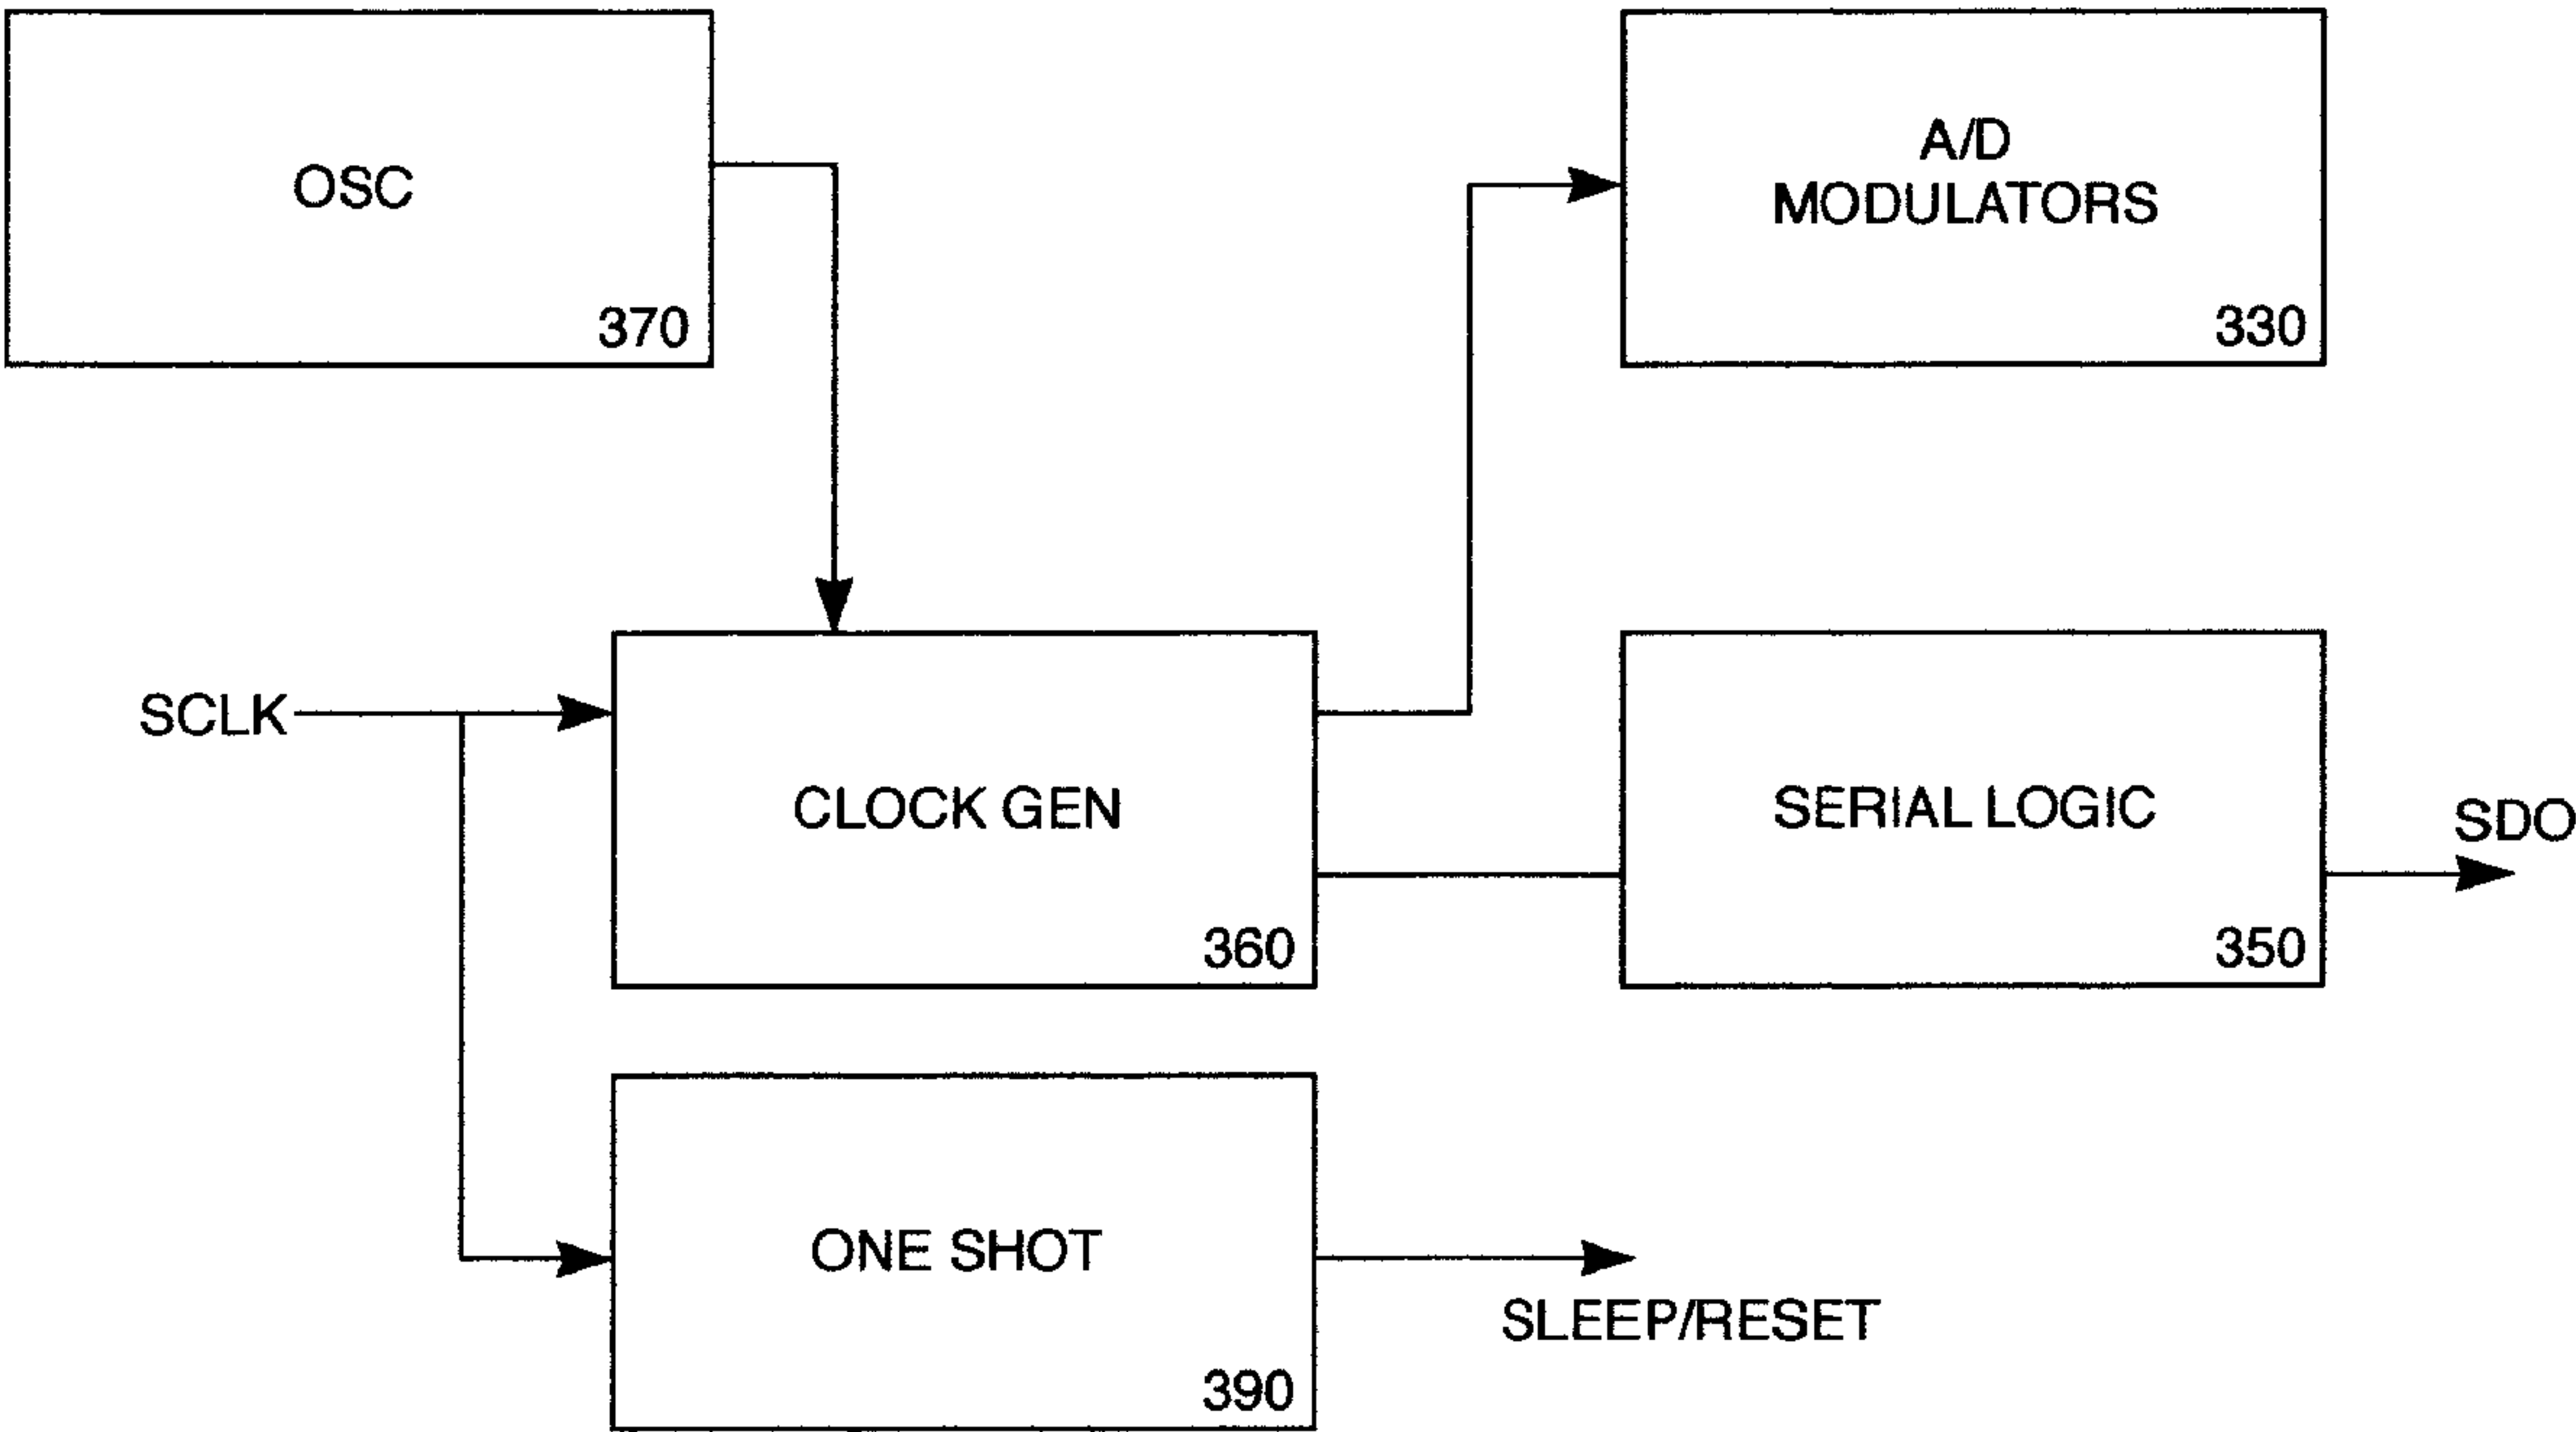 OSC
370
A/D
MODULATORS
330
SCLK
CLOCK GEN
360
SERIAL LOGIC
350
SDO
ONE SHOT
390
SLEEP/RESET